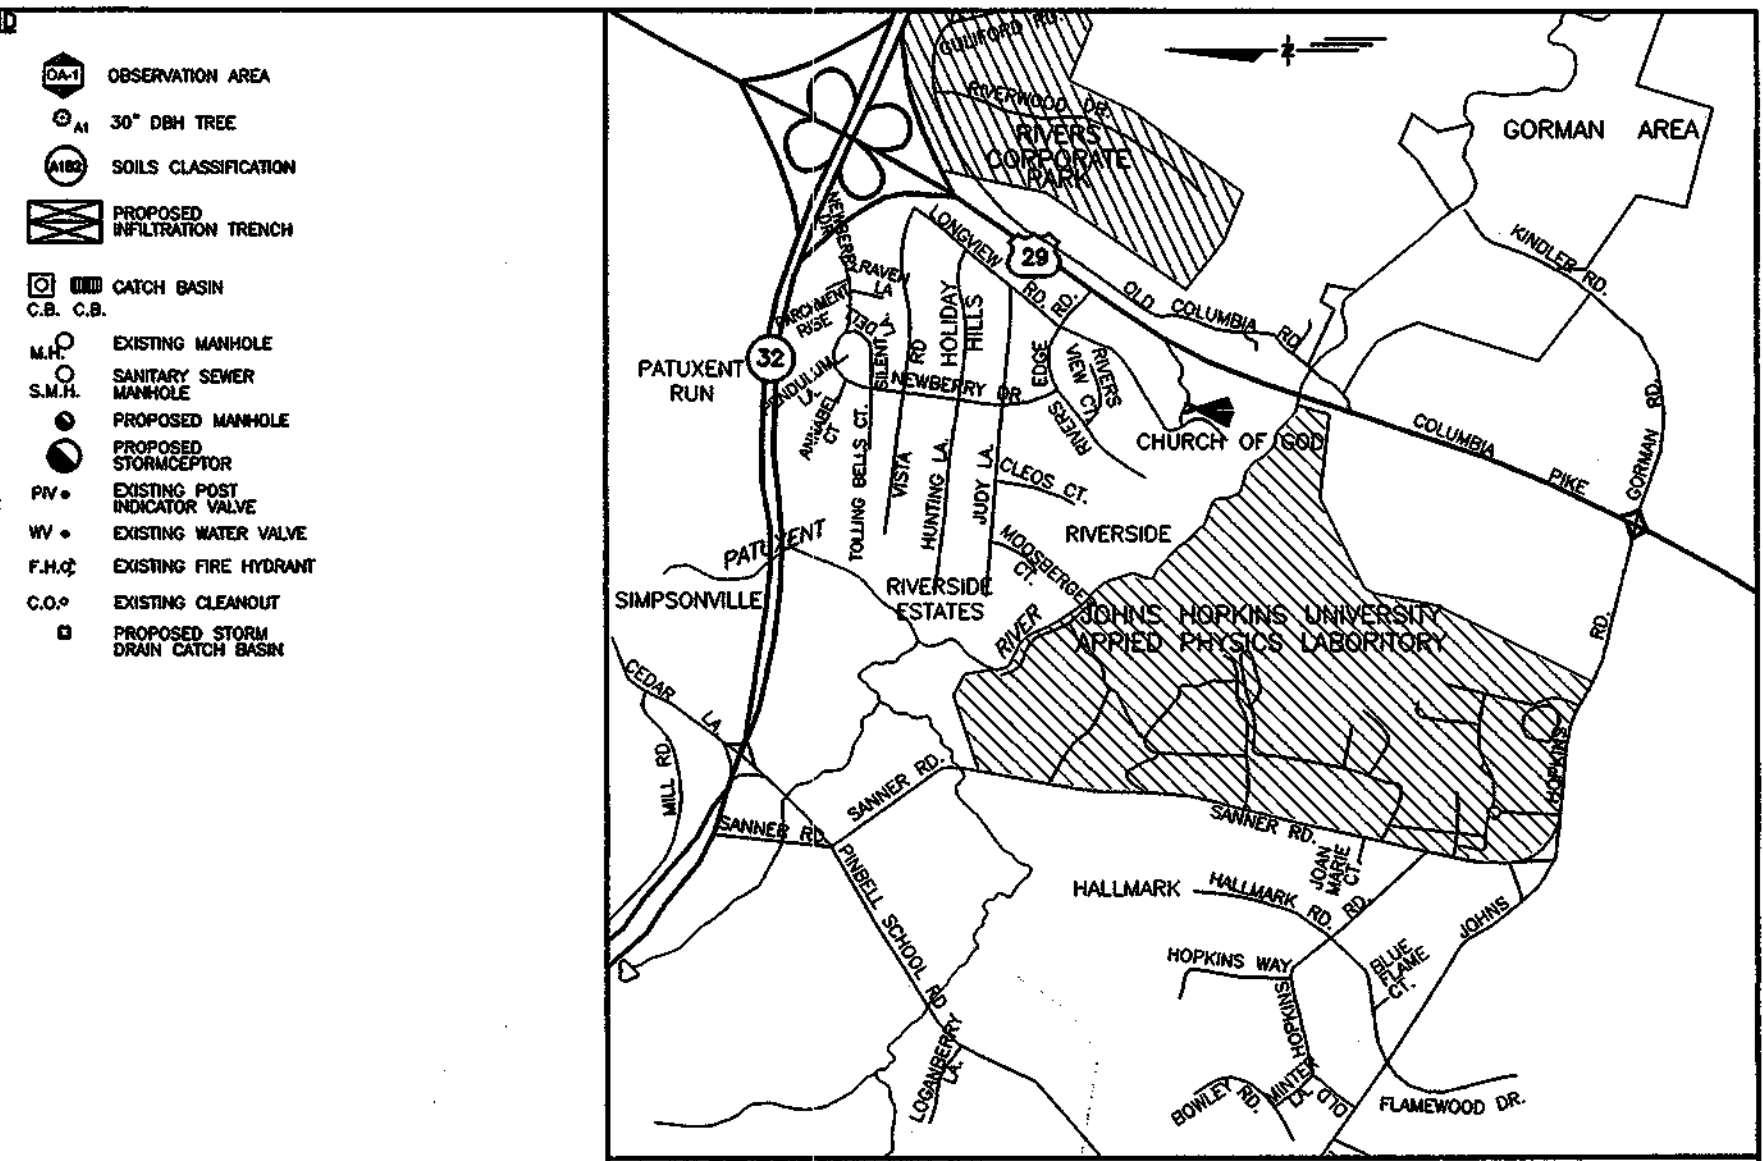 D
OA-1
OBSERVATION AREA
A1
30" DBH TREE
A1B2
SOILS CLASSIFICATION
PROPOSED
INFILTRATION TRENCH
CATCH BASIN
C.B. C.B.
M.H.
EXISTING MANHOLE
S.M.H.
SANITARY SEWER
MANHOLE
PROPOSED MANHOLE
PROPOSED
STORMCEPTOR
PIV
EXISTING POST
INDICATOR VALVE
WV
EXISTING WATER VALVE
F.H.
EXISTING FIRE HYDRANT
C.O.
EXISTING CLEANOUT
PROPOSED STORM
DRAIN CATCH BASIN
GUILFORD RD.
RIVERWOOD DR.
RIVERS
CORPORATE
PARK
GORMAN AREA
KINDLER RD.
NEWBERRY
DR.
LONGVIEW RD.
29
OLD COLUMBIA RD.
RAVEN
LA
PARCHMENT
RISE
DELL
LA.
HOLIDAY
HILLS
SILENT
RD
EDGE RD.
RIVERS
VIEW CT.
RIVERS
NEWBERRY DR
PATUXENT
RUN
32
PENDULUM
LA.
ANNABEL
CT
TOLLING BELLS CT.
VISTA
HUNTING LA.
JUDY LA.
CLEOS CT.
CHURCH OF GOD
COLUMBIA PIKE
GORMAN RD.
RD.
RIVERSIDE
MOOSBERGER
CT.
PATUXENT
RIVER
SIMPSONVILLE
RIVERSIDE
ESTATES
JOHNS HOPKINS UNIVERSITY
APPIED PHYSICS LABORITORY
CEDAR LA.
MILL RD.
SANNER RD.
SANNER RD.
SANNER RD.
HOPKINS
JOHNS
PINBELL SCHOOL RD
JOAN
MARIE
CT.
HALLMARK
HALLMARK RD.
RD.
HOPKINS WAY
HOPKINS
OLD
BLUE
FLAME
CT.
LOGANBERRY
LA.
BOWLEY RD.
MINTER
LA.
FLAMEWOOD DR.